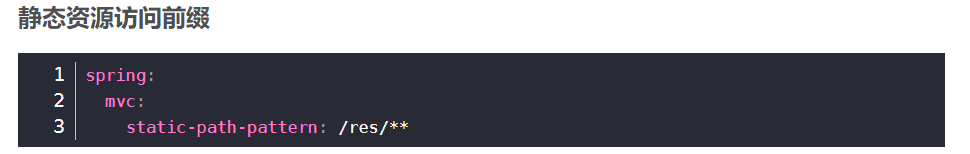 静态资源访问前缀
1 spring:
2   mvc:
3     static-path-pattern: /res/**